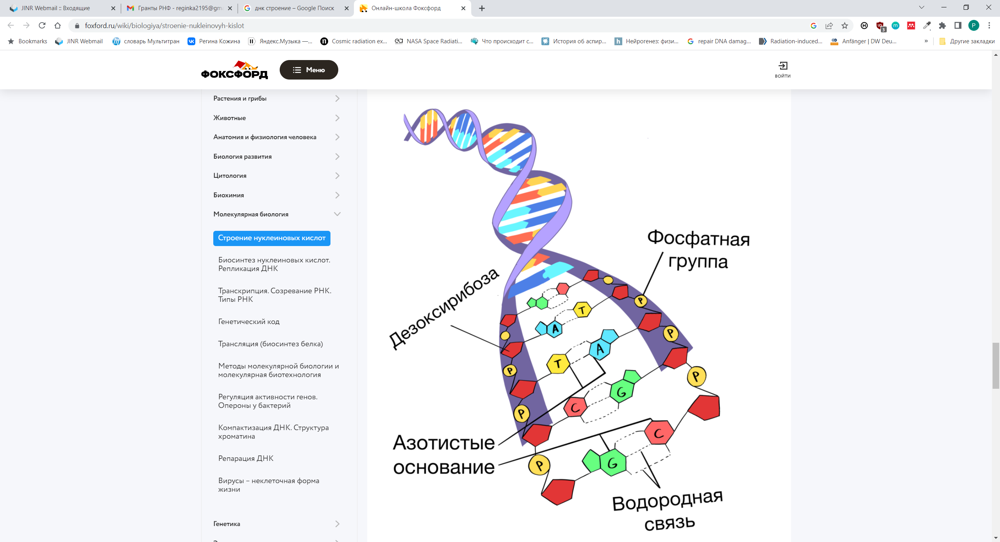 JINR Webmail :: Входящие
Гранты РНФ - reginka2195@gma
днк строение – Google Поиск
Онлайн-школа Фоксфорд
foxford.ru/wiki/biologiya/stroenie-nukleinovyh-kislot
3
m
P
Bookmarks
JINR Webmail
словарь Мультитран
Регина Кожина
Яндекс.Музыка —...
Cosmic radiation ex...
NASA Space Radiati...
Что происходит с...
История об аспир...
Нейрогенез: физи...
repair DNA damag...
Radiation-induced...
Anfänger | DW Deu...
»
Другие закладки
ФОКСФОРД
Меню
ВОЙТИ
Растения и грибы
Животные
Анатомия и физиология человека
Биология развития
Цитология
Биохимия
Молекулярная биология
Строение нуклеиновых кислот
Биосинтез нуклеиновых кислот.
Репликация ДНК
Транскрипция. Созревание РНК.
Типы РНК
Генетический код
Трансляция (биосинтез белка)
Методы молекулярной биологии и
молекулярная биотехнология
Регуляция активности генов.
Опероны у бактерий
Компактизация ДНК. Структура
хроматина
Репарация ДНК
Вирусы – неклеточная форма
жизни
Генетика
Фосфатная
группа
Дезоксирибоза
P
T
A
P
A
T
P
P
G
C
P
C
G
P
Азотистые
основание
Водородная
связь